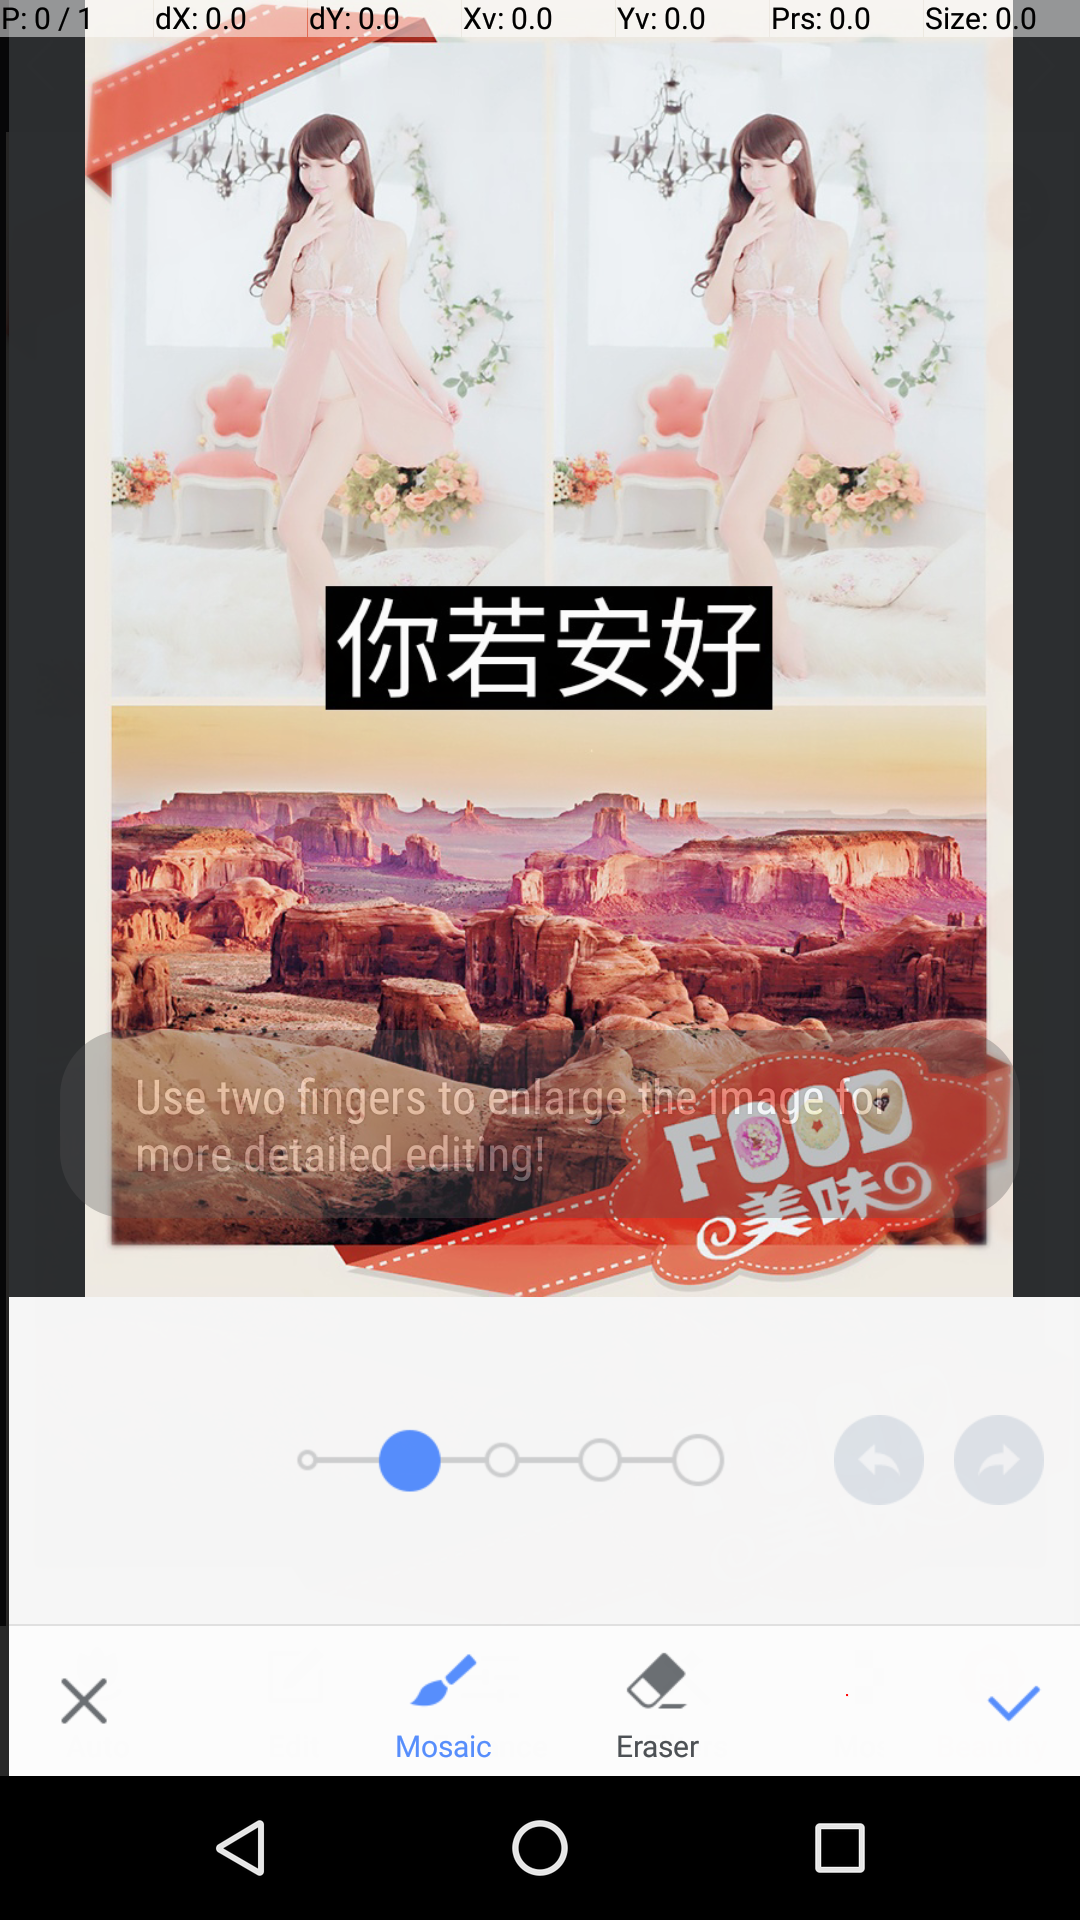 P: 0 / 1 dX: 0.0 dY: 0.0 Xv: 0.0 Yv: 0.0 Prs: 0.0 Size: 0.0
你若安好
Use two fingers to enlarge the image for
more detailed editing!
FOOD
美味
Mosaic Eraser